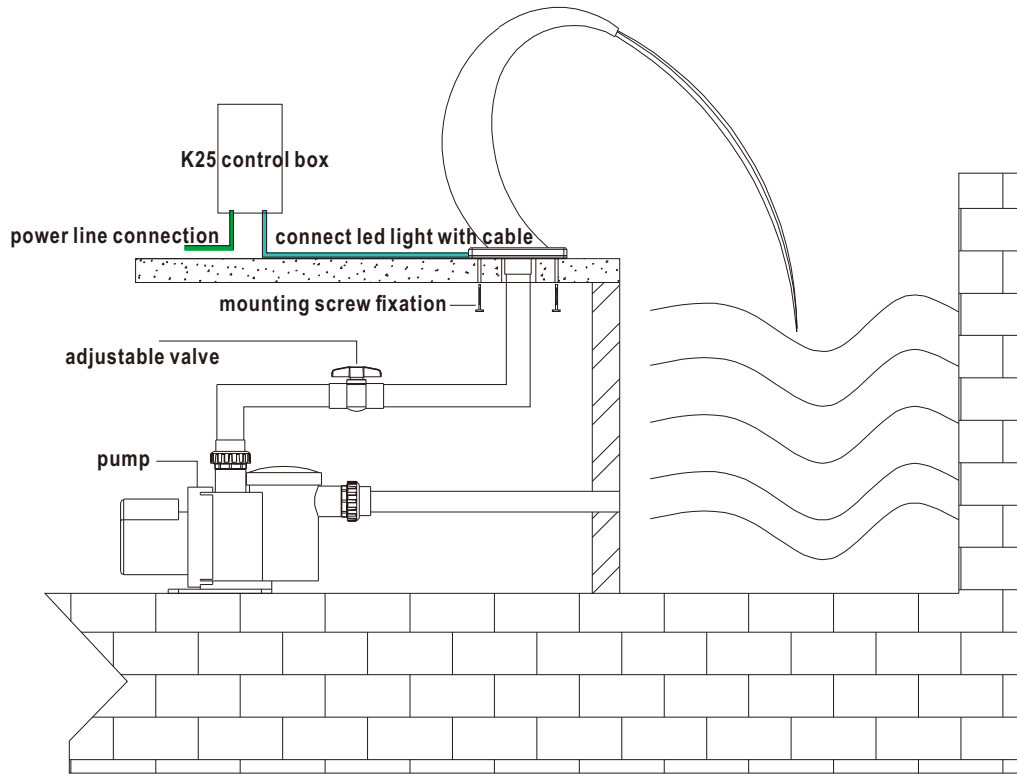 K25 control box
power line connection
connect led light with cable
mounting screw fixation
adjustable valve
pump